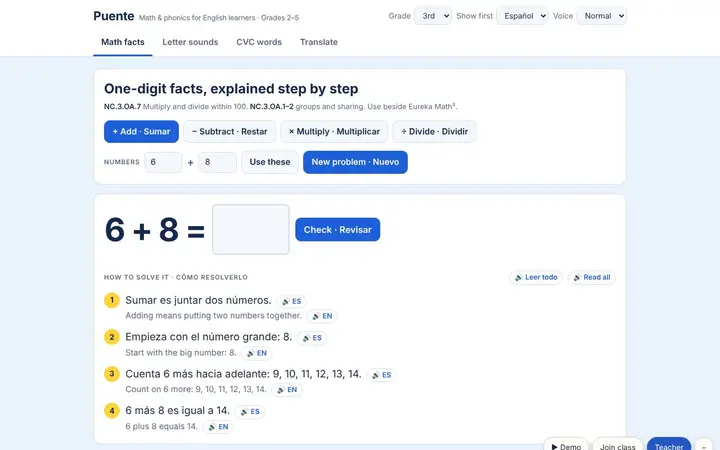 Puente Math & phonics for English learners · Grades 2–5 Grade 3rd Show first Español Voice Normal
Math facts Letter sounds CVC words Translate
One-digit facts, explained step by step
NC.3.OA.7 Multiply and divide within 100. NC.3.OA.1–2 groups and sharing. Use beside Eureka Math².
+ Add · Sumar − Subtract · Restar × Multiply · Multiplicar ÷ Divide · Dividir
NUMBERS 6 + 8 Use these New problem · Nuevo
6 + 8 = Check · Revisar
HOW TO SOLVE IT · CÓMO RESOLVERLO Leer todo Read all
1 Sumar es juntar dos números. ES
Adding means putting two numbers together. EN
2 Empieza con el número grande: 8. ES
Start with the big number: 8. EN
3 Cuenta 6 más hacia adelante: 9, 10, 11, 12, 13, 14. ES
Count on 6 more: 9, 10, 11, 12, 13, 14. EN
4 6 más 8 es igual a 14. ES
6 plus 8 equals 14. EN
▶ Demo Join class Teacher –